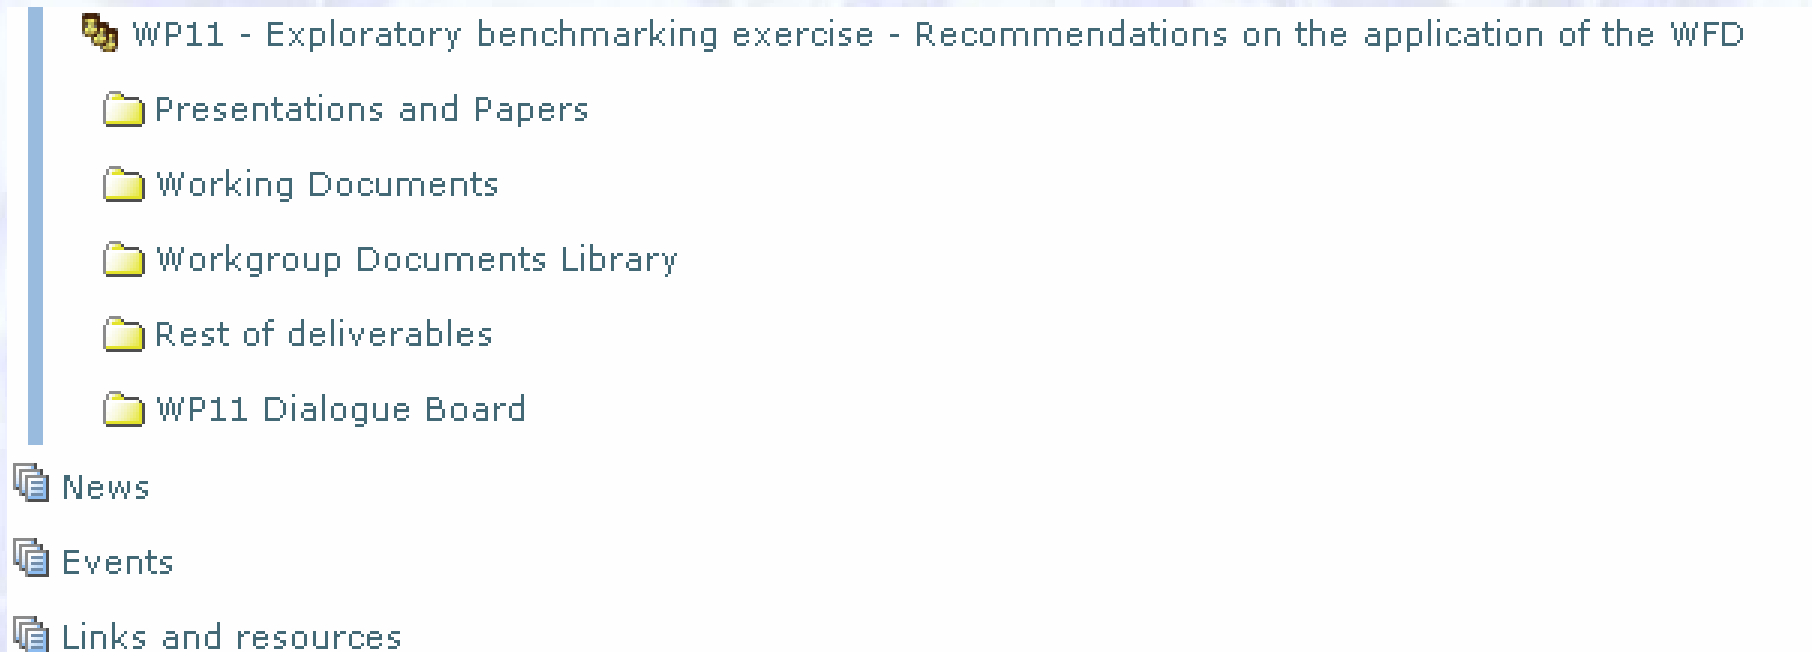 WP11 - Exploratory benchmarking exercise - Recommendations on the application of the WFD
Presentations and Papers
Working Documents
Workgroup Documents Library
Rest of deliverables
WP11 Dialogue Board
News
Events
Links and resources